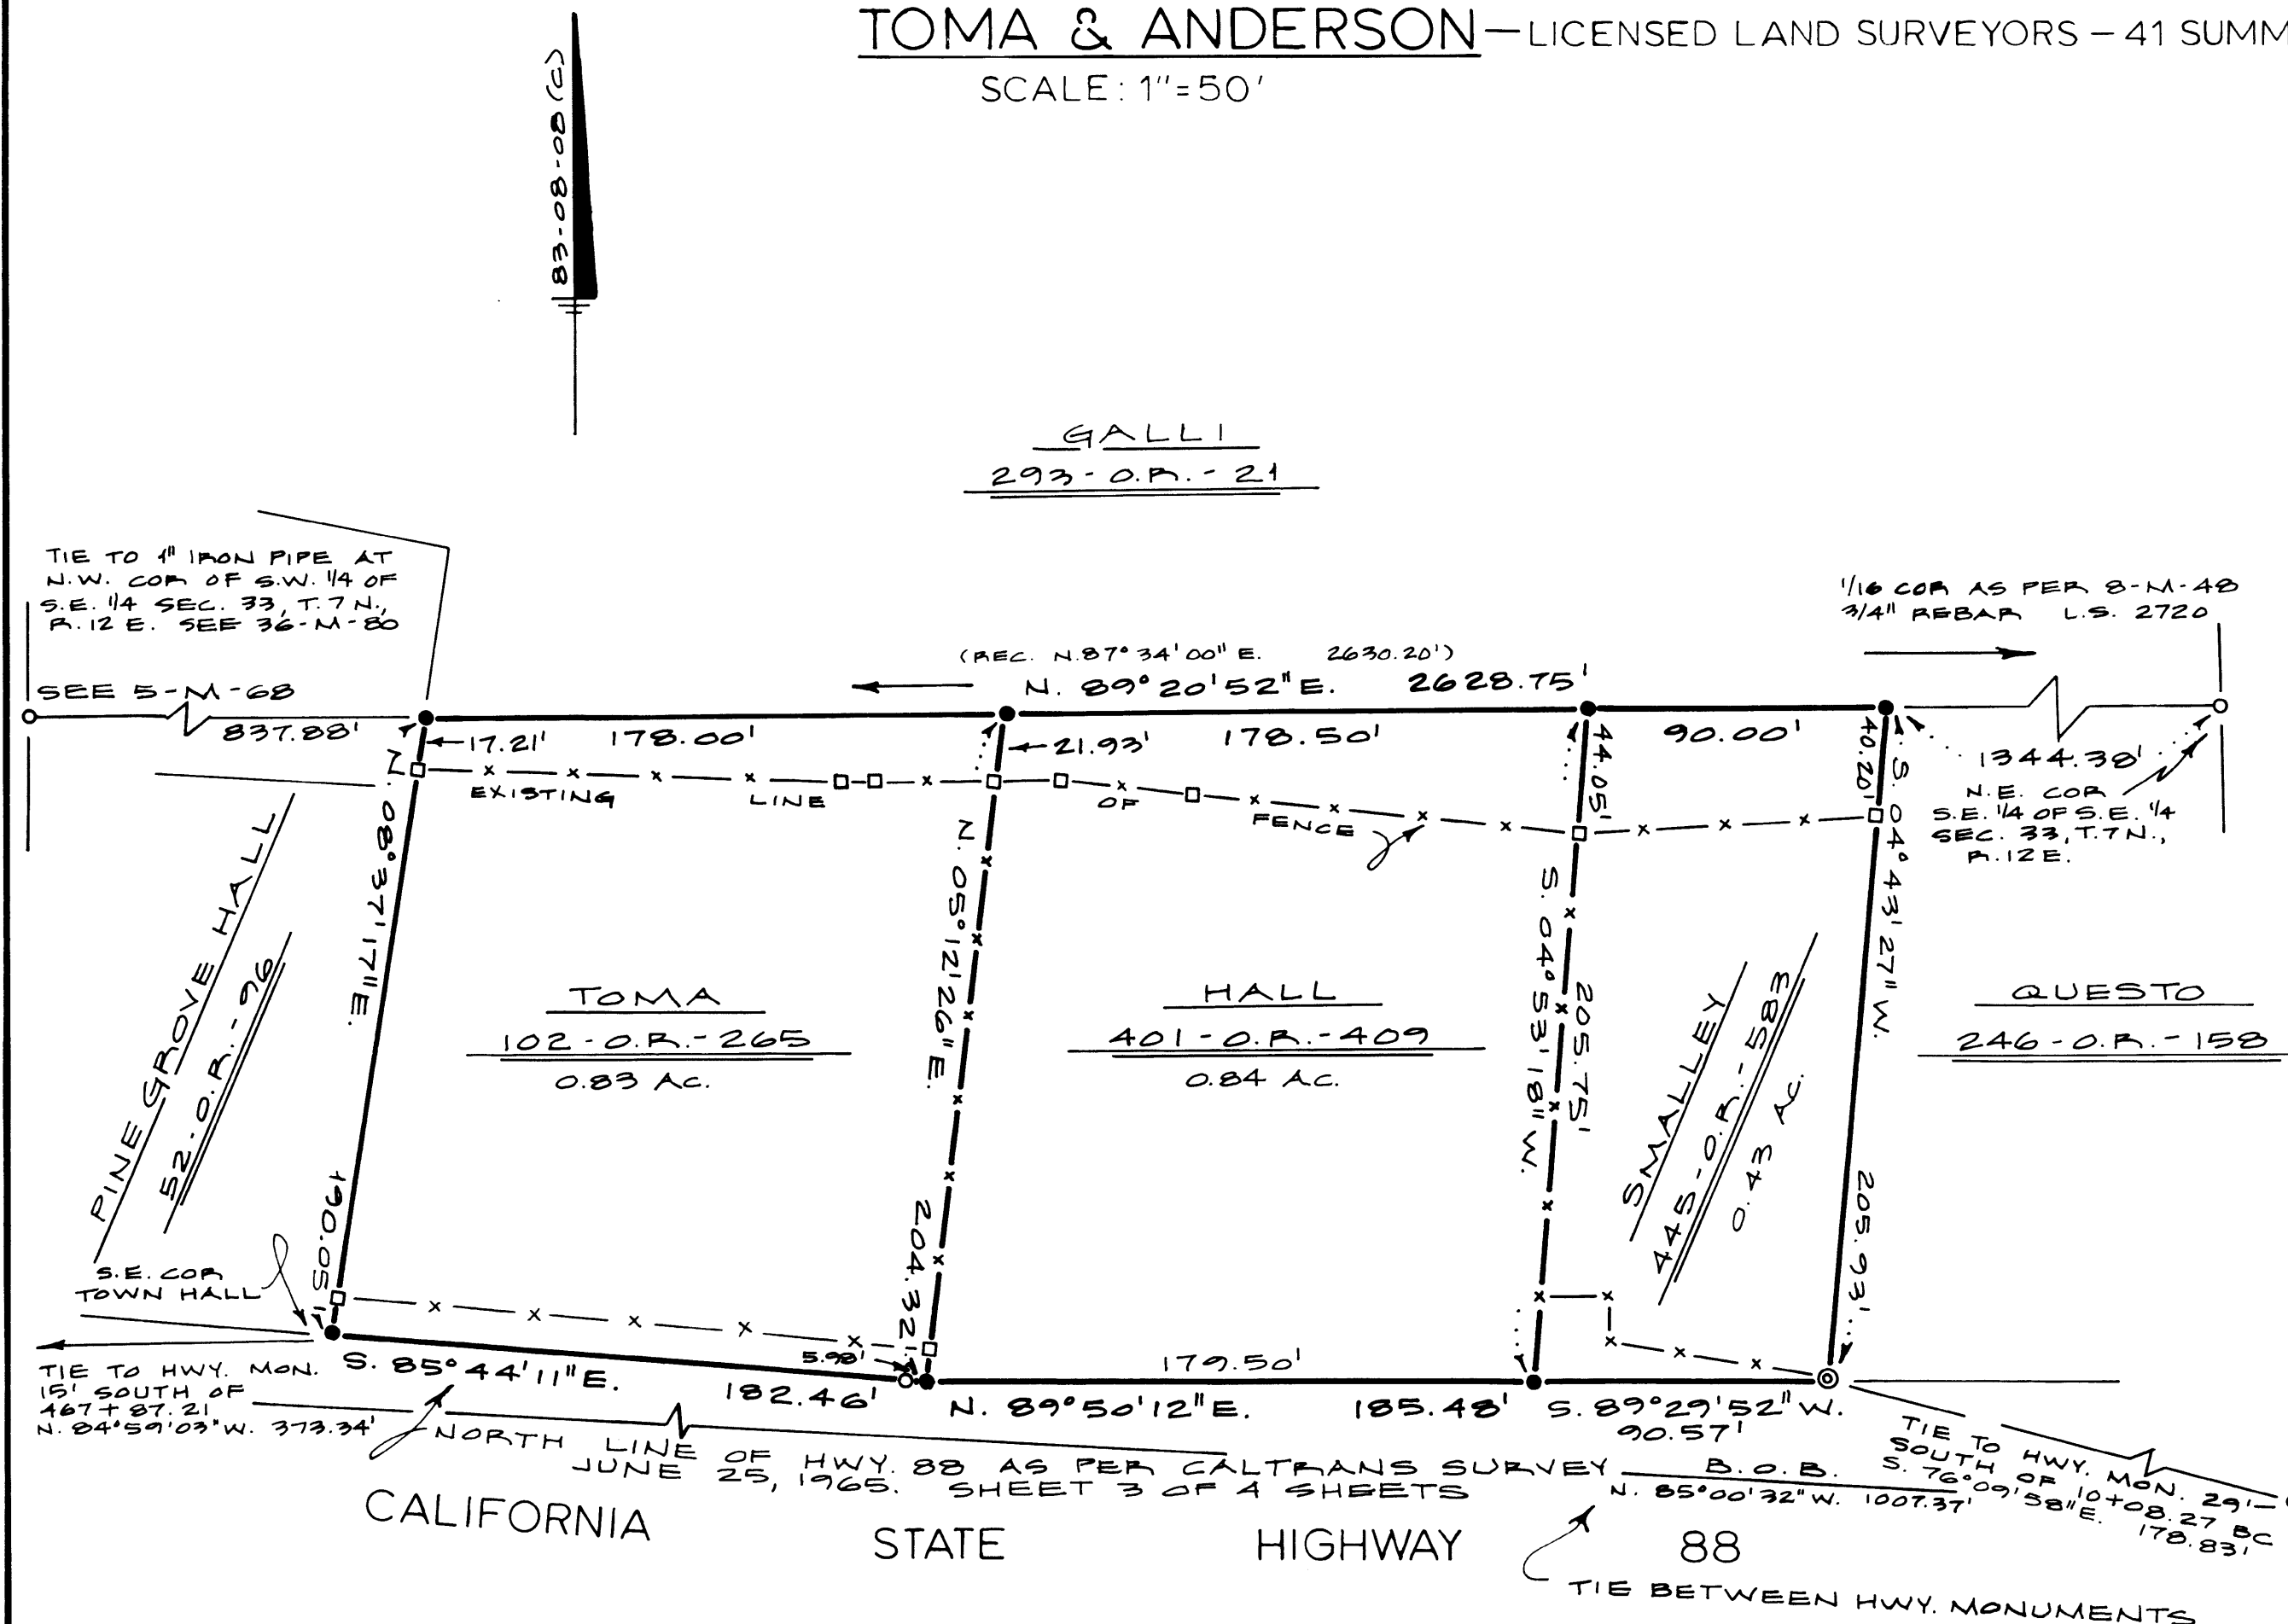 TOMA & ANDERSON — LICENSED LAND SURVEYORS – 41 SUMM
SCALE: 1"=50'
83-08-08 (C)
GALLI
293-O.R.-21
TIE TO 1" IRON PIPE AT
N.W. COR OF S.W. 1/4 OF
S.E. 1/4 SEC. 33, T.7 N.,
R.12 E. SEE 36-M-80
SEE 5-M-68
837.88'
1/16 COR AS PER 8-M-48
3/4" REBAR L.S. 2720
(REC. N.87°34'00"E. 2630.20')
N. 89°20'52"E. 2628.75'
17.21'
178.00'
21.93'
178.50'
44.05'
90.00'
40.20'
1344.38'
N.E. COR
S.E. 1/4 OF S.E. 1/4
SEC. 33, T.7 N.,
R.12 E.
EXISTING LINE OF FENCE
N. 08°37'17"E.
190.05'
N. 05°12'26"E.
204.32'
S. 04°53'18"W.
205.75'
S. 04°43'27"W.
205.93'
PINE GROVE HALL
52-O.R.-96
TOMA
102-O.R.-265
0.83 AC.
HALL
401-O.R.-409
0.84 AC.
SMALLEY
445-O.R.-583
0.43 AC.
QUESTO
246-O.R.-158
S.E. COR
TOWN HALL
TIE TO HWY. MON.
15' SOUTH OF
467+87.21
N. 84°59'03"W. 373.34'
S. 85°44'11"E.
182.46'
5.98'
179.50'
N. 89°50'12"E. 185.48'
S. 89°29'52"W.
90.57'
TIE TO HWY. MON. 29'
SOUTH OF 10+08.27 BC
S. 76°09'58"E. 178.83'
NORTH LINE OF HWY. 88 AS PER CALTRANS SURVEY
JUNE 25, 1965. SHEET 3 OF 4 SHEETS
B.O.B.
N. 85°00'32"W. 1007.37'
CALIFORNIA STATE HIGHWAY 88
TIE BETWEEN HWY. MONUMENTS